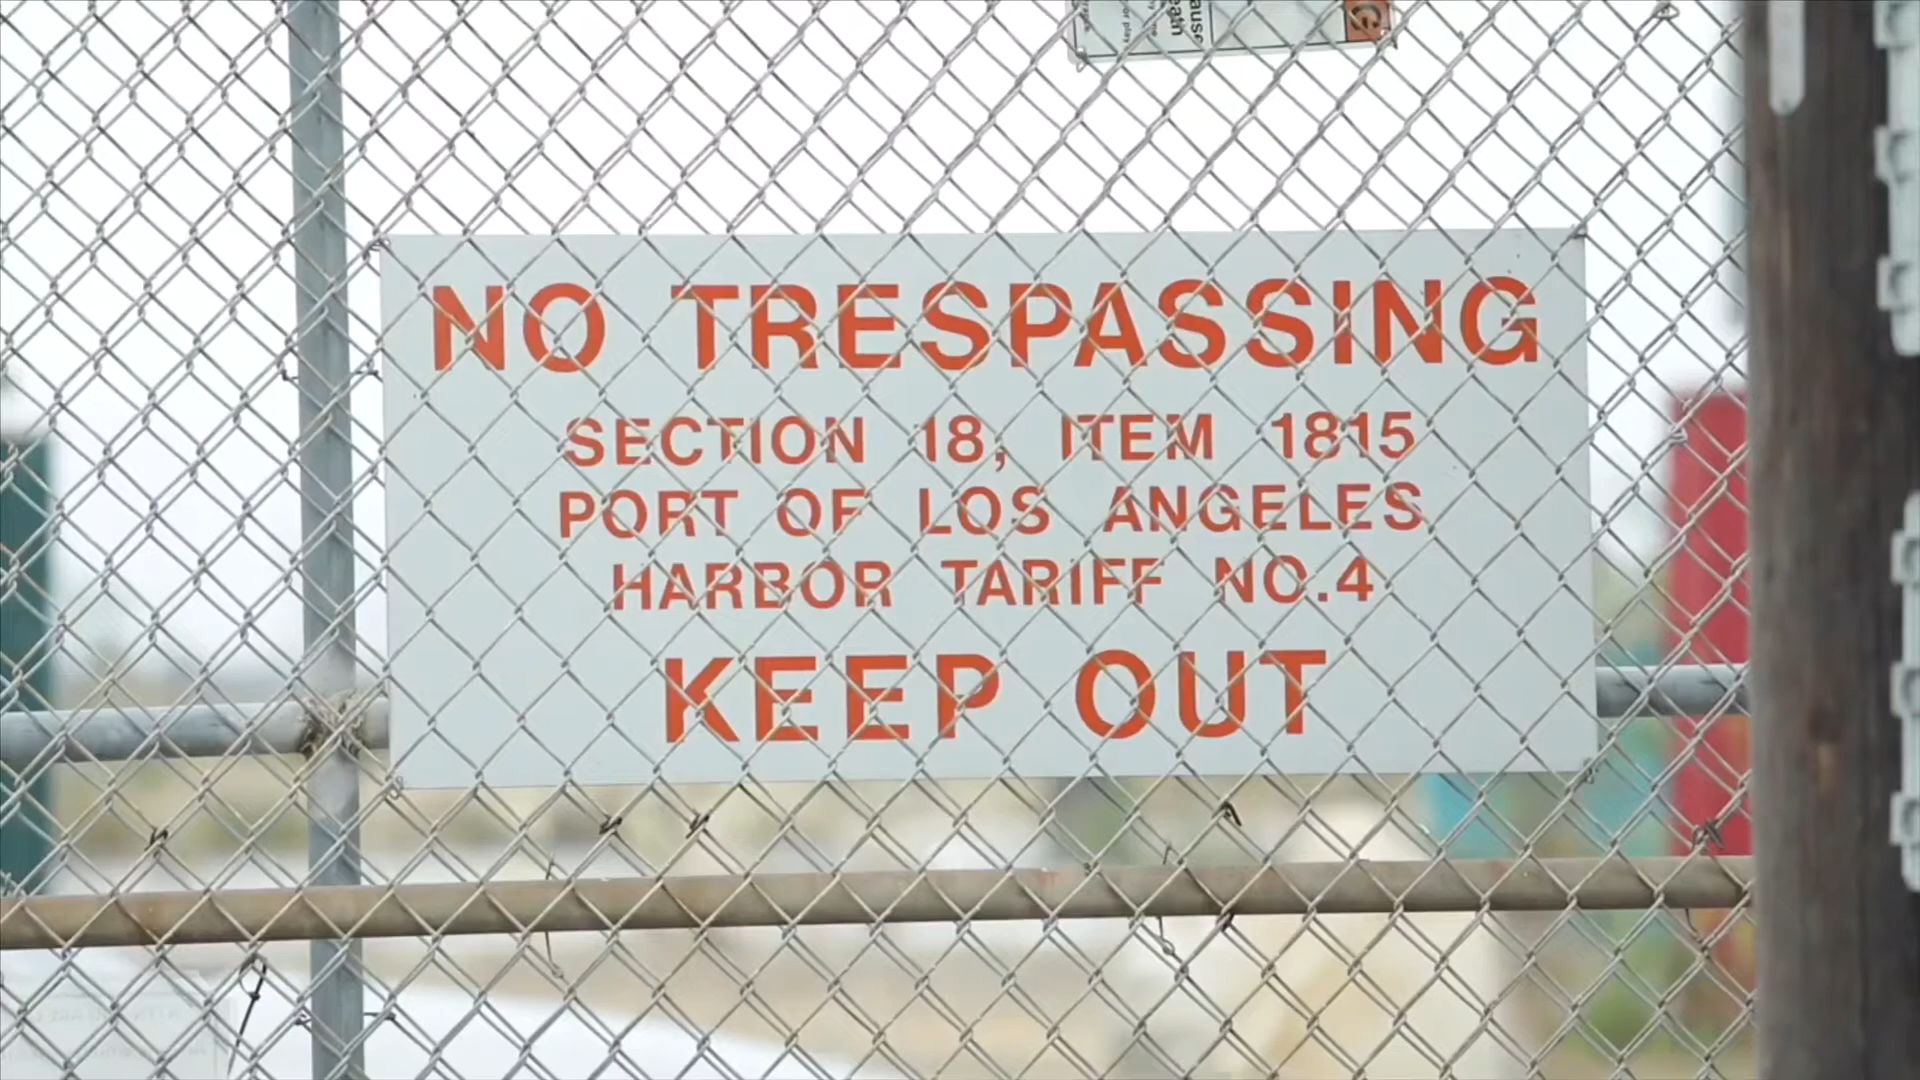 NO TRESPASSING
SECTION 18, ITEM 1815
PORT OF LOS ANGELES
HARBOR TARIFF NO.4
KEEP OUT